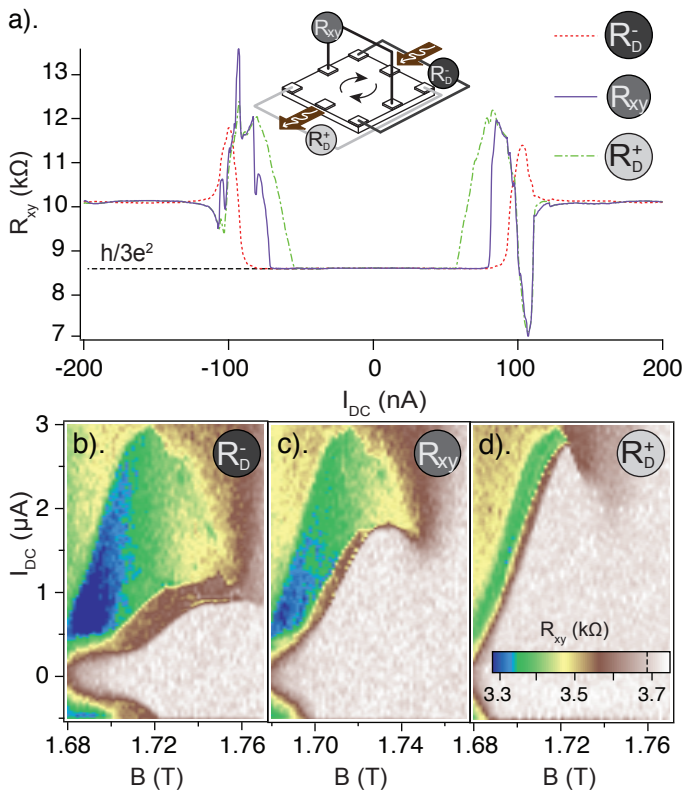 a).
R_xy (kΩ)
13
12
11
10
9
8
7
h/3e²
R_xy
R_D^-
R_D^+
R_D^-
R_xy
R_D^+
-200
-100
0
100
200
I_DC (nA)
b).
R_D^-
c).
R_xy
d).
R_D^+
3
2
1
0
I_DC (µA)
R_xy (kΩ)
3.3
3.5
3.7
1.68
1.72
1.76
1.70
1.74
1.68
1.72
1.76
B (T)
B (T)
B (T)